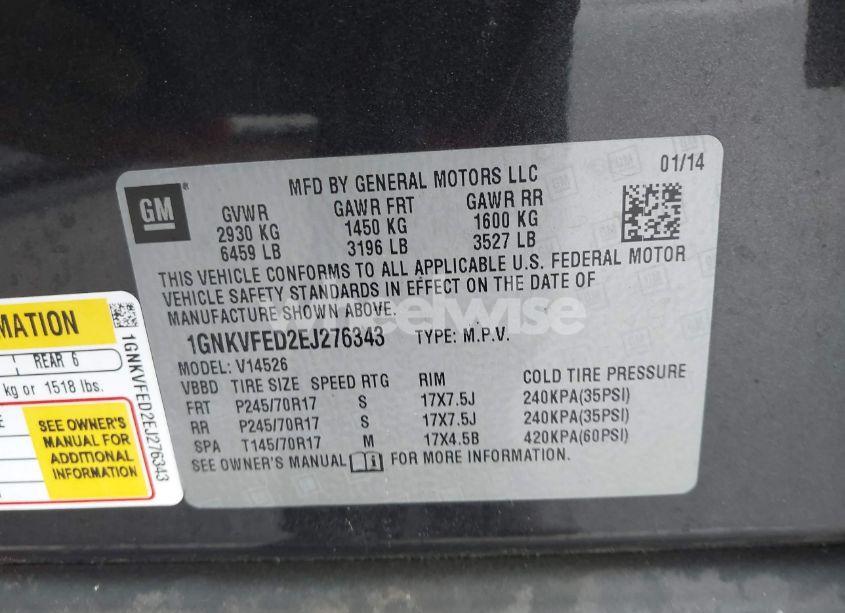 MFD BY GENERAL MOTORS LLC
01/14
GM
GVWR GAWR FRT GAWR RR
2930 KG 1450 KG 1600 KG
6459 LB 3196 LB 3527 LB
THIS VEHICLE CONFORMS TO ALL APPLICABLE U.S. FEDERAL MOTOR
VEHICLE SAFETY STANDARDS IN EFFECT ON THE DATE OF
MANUFACTURE SHOWN ABOVE.
1GNKVFED2EJ276343 TYPE: M.P.V.
MODEL: V14526
VBBD TIRE SIZE SPEED RTG RIM COLD TIRE PRESSURE
FRT P245/70R17 S 17X7.5J 240KPA(35PSI)
RR P245/70R17 S 17X7.5J 240KPA(35PSI)
SPA T145/70R17 M 17X4.5B 420KPA(60PSI)
SEE OWNER'S MANUAL FOR MORE INFORMATION.
MATION
REAR 6
kg or 1518 lbs.
SEE OWNER'S
MANUAL FOR
ADDITIONAL
INFORMATION
1GNKVFED2EJ276343
wheelwise